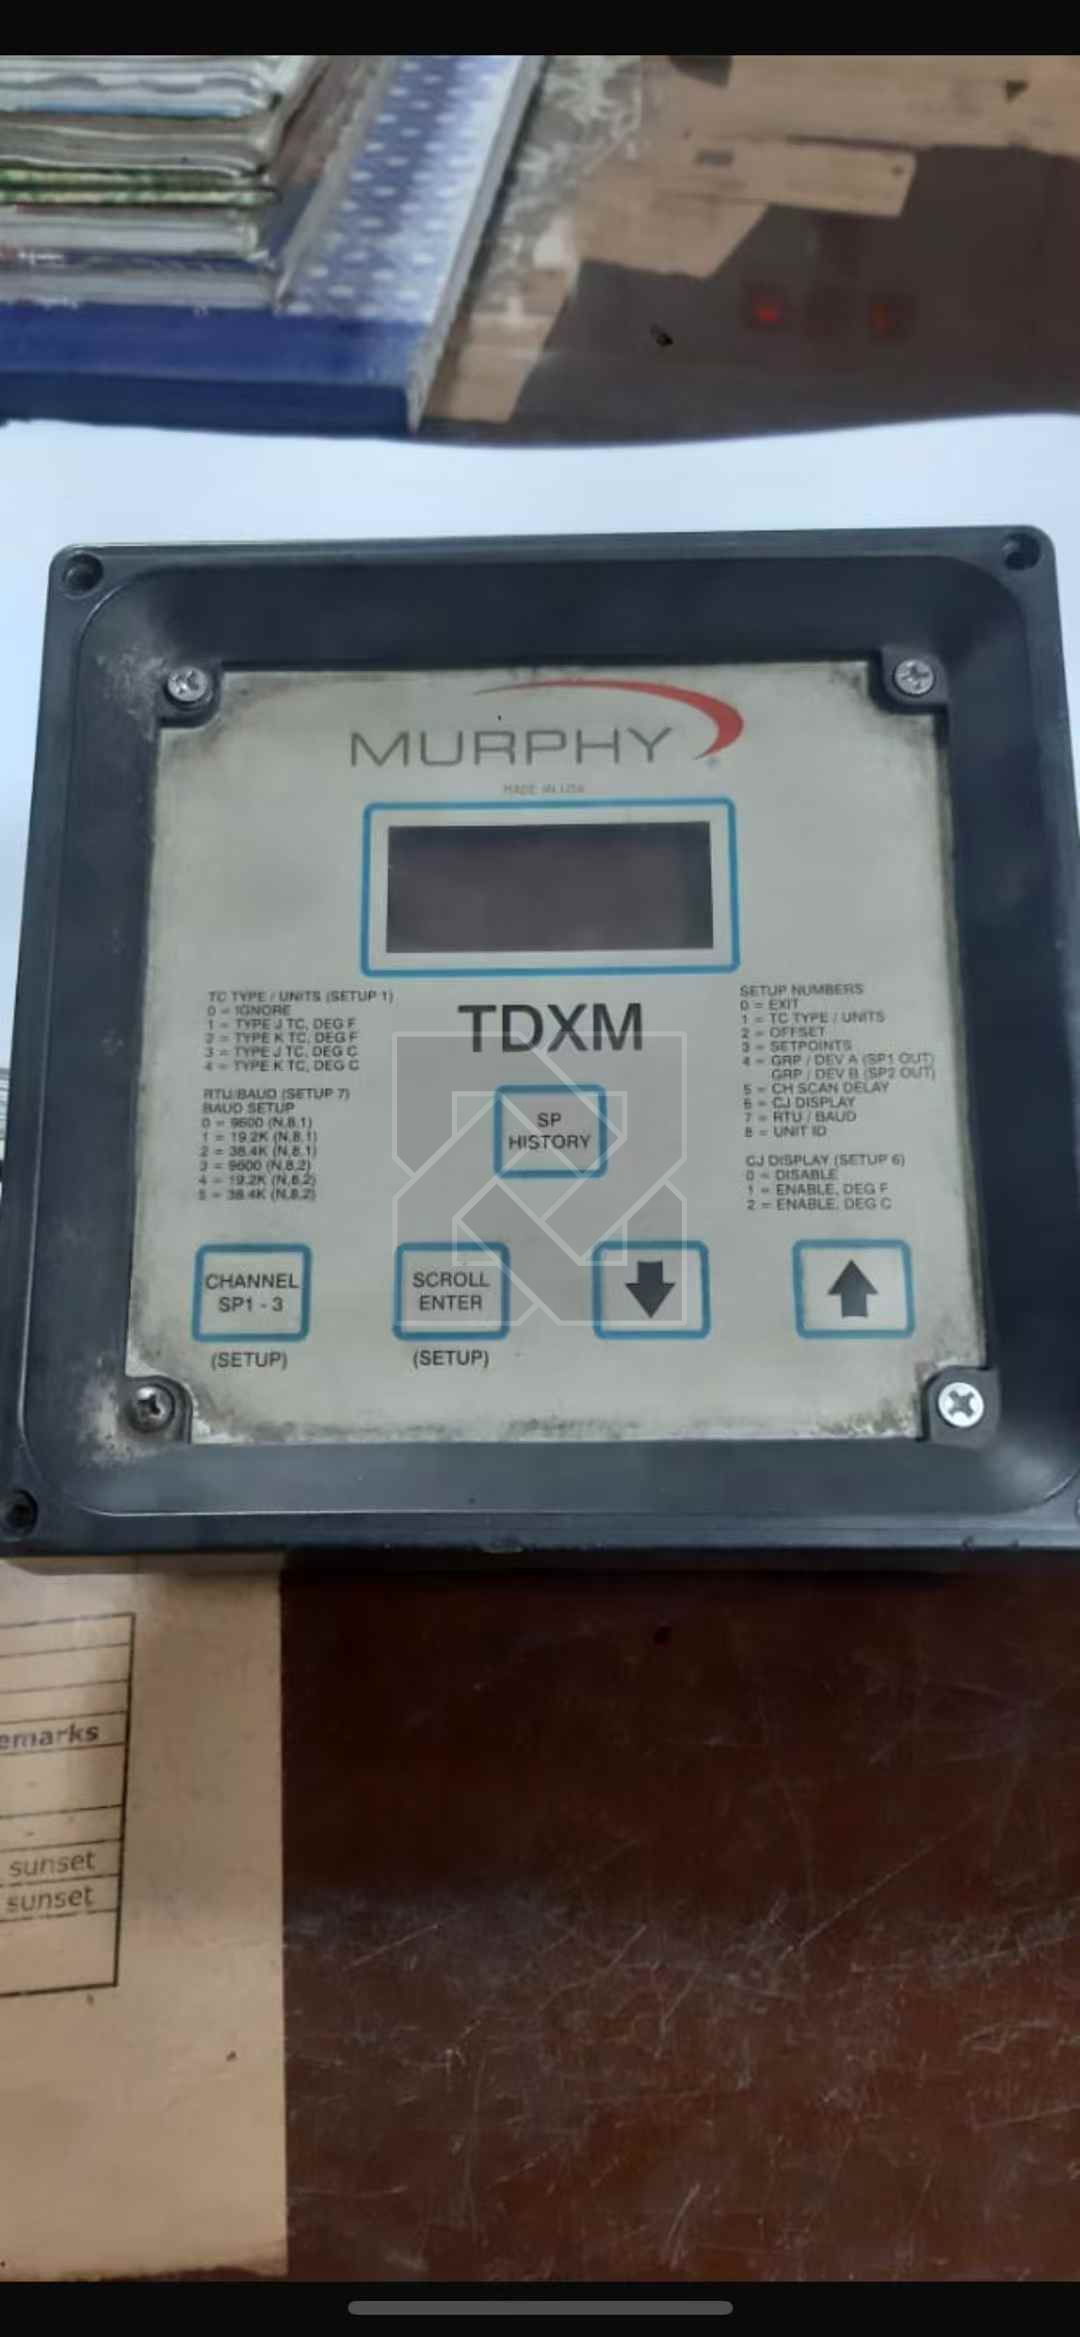 MURPHY
MADE IN USA
TC TYPE / UNITS (SETUP 1)
0 = IGNORE
1 = TYPE J TC, DEG F
2 = TYPE K TC, DEG F
3 = TYPE J TC, DEG C
4 = TYPE K TC, DEG C
RTU/BAUD (SETUP 7)
BAUD SETUP
0 = 9600 (N,8,1)
1 = 19.2K (N,8,1)
2 = 38.4K (N,8,1)
3 = 9600 (N,8,2)
4 = 19.2K (N,8,2)
5 = 38.4K (N,8,2)
TDXM
SP
HISTORY
SETUP NUMBERS
0 = EXIT
1 = TC TYPE / UNITS
2 = OFFSET
3 = SETPOINTS
4 = GRP / DEV A (SP1 OUT)
GRP / DEV B (SP2 OUT)
5 = CH SCAN DELAY
6 = CJ DISPLAY
7 = RTU / BAUD
8 = UNIT ID
CJ DISPLAY (SETUP 6)
0 = DISABLE
1 = ENABLE, DEG F
2 = ENABLE, DEG C
CHANNEL
SP1 - 3
(SETUP)
SCROLL
ENTER
(SETUP)
emarks
sunset
sunset